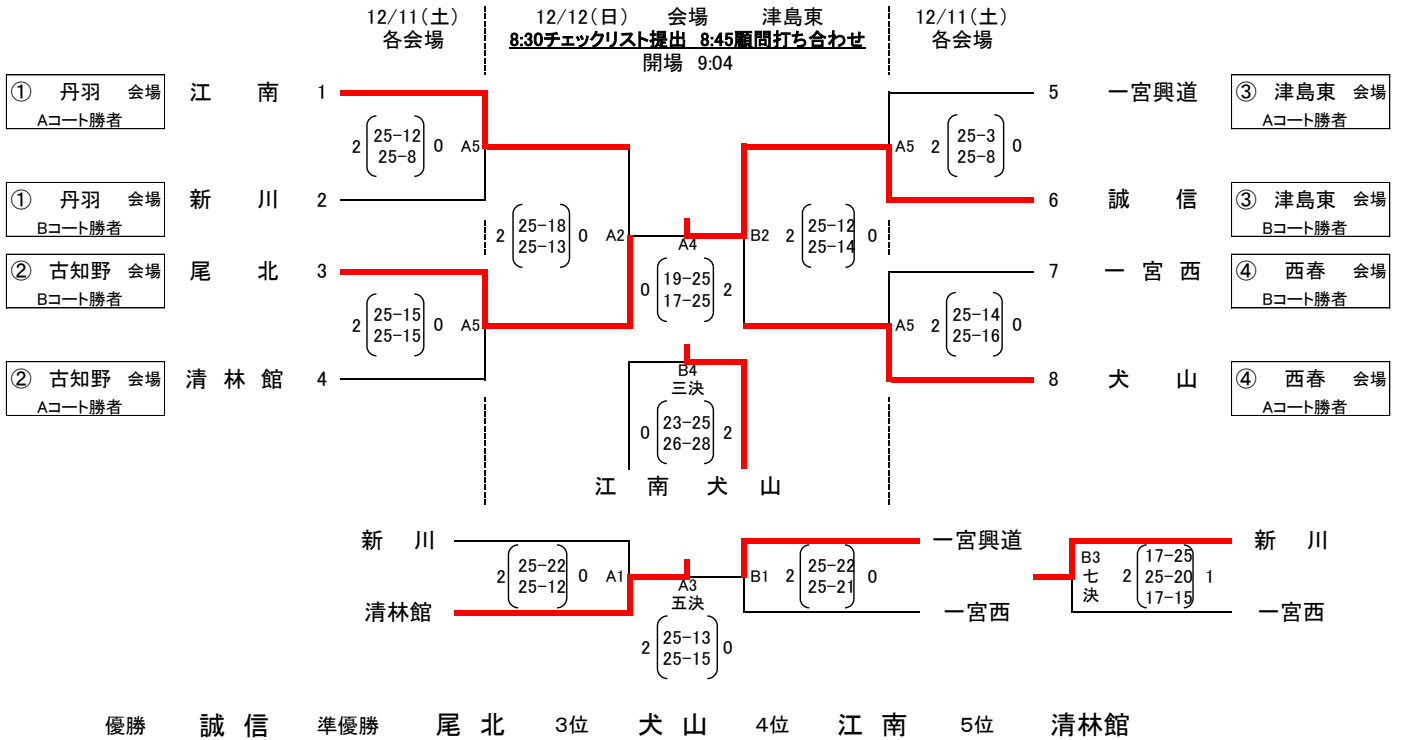 12/11(土)　12/12(日)　会場　津島東　12/11(土)
各会場　8:30チェックリスト提出 8:45顧問打ち合わせ　各会場
開場 9:04
① 丹羽 会場
Aコート勝者
江 南 1
2 25-12 0 A5
25-8
① 丹羽 会場
Bコート勝者
新 川 2
② 古知野 会場
Bコート勝者
尾 北 3
2 25-15 0 A5
25-15
② 古知野 会場
Aコート勝者
清 林 館 4
2 25-18 0 A2
25-13
A4
0 19-25 2
17-25
B2 2 25-12 0
25-14
5 一宮興道
③ 津島東 会場
Aコート勝者
A5 2 25-3 0
25-8
6 誠 信
③ 津島東 会場
Bコート勝者
7 一 宮 西
④ 西春 会場
Bコート勝者
A5 2 25-14 0
25-16
8 犬 山
④ 西春 会場
Aコート勝者
B4
三決
0 23-25 2
26-28
江 南 犬 山
新 川
2 25-22 0 A1
25-12
清林館
A3
五決
2 25-13 0
25-15
一宮興道
B1 2 25-22 0
25-21
一宮西
新 川
B3
七
決
2 17-25 1
25-20
17-15
一宮西
優勝 誠 信 準優勝 尾 北 3位 犬 山 4位 江 南 5位 清林館